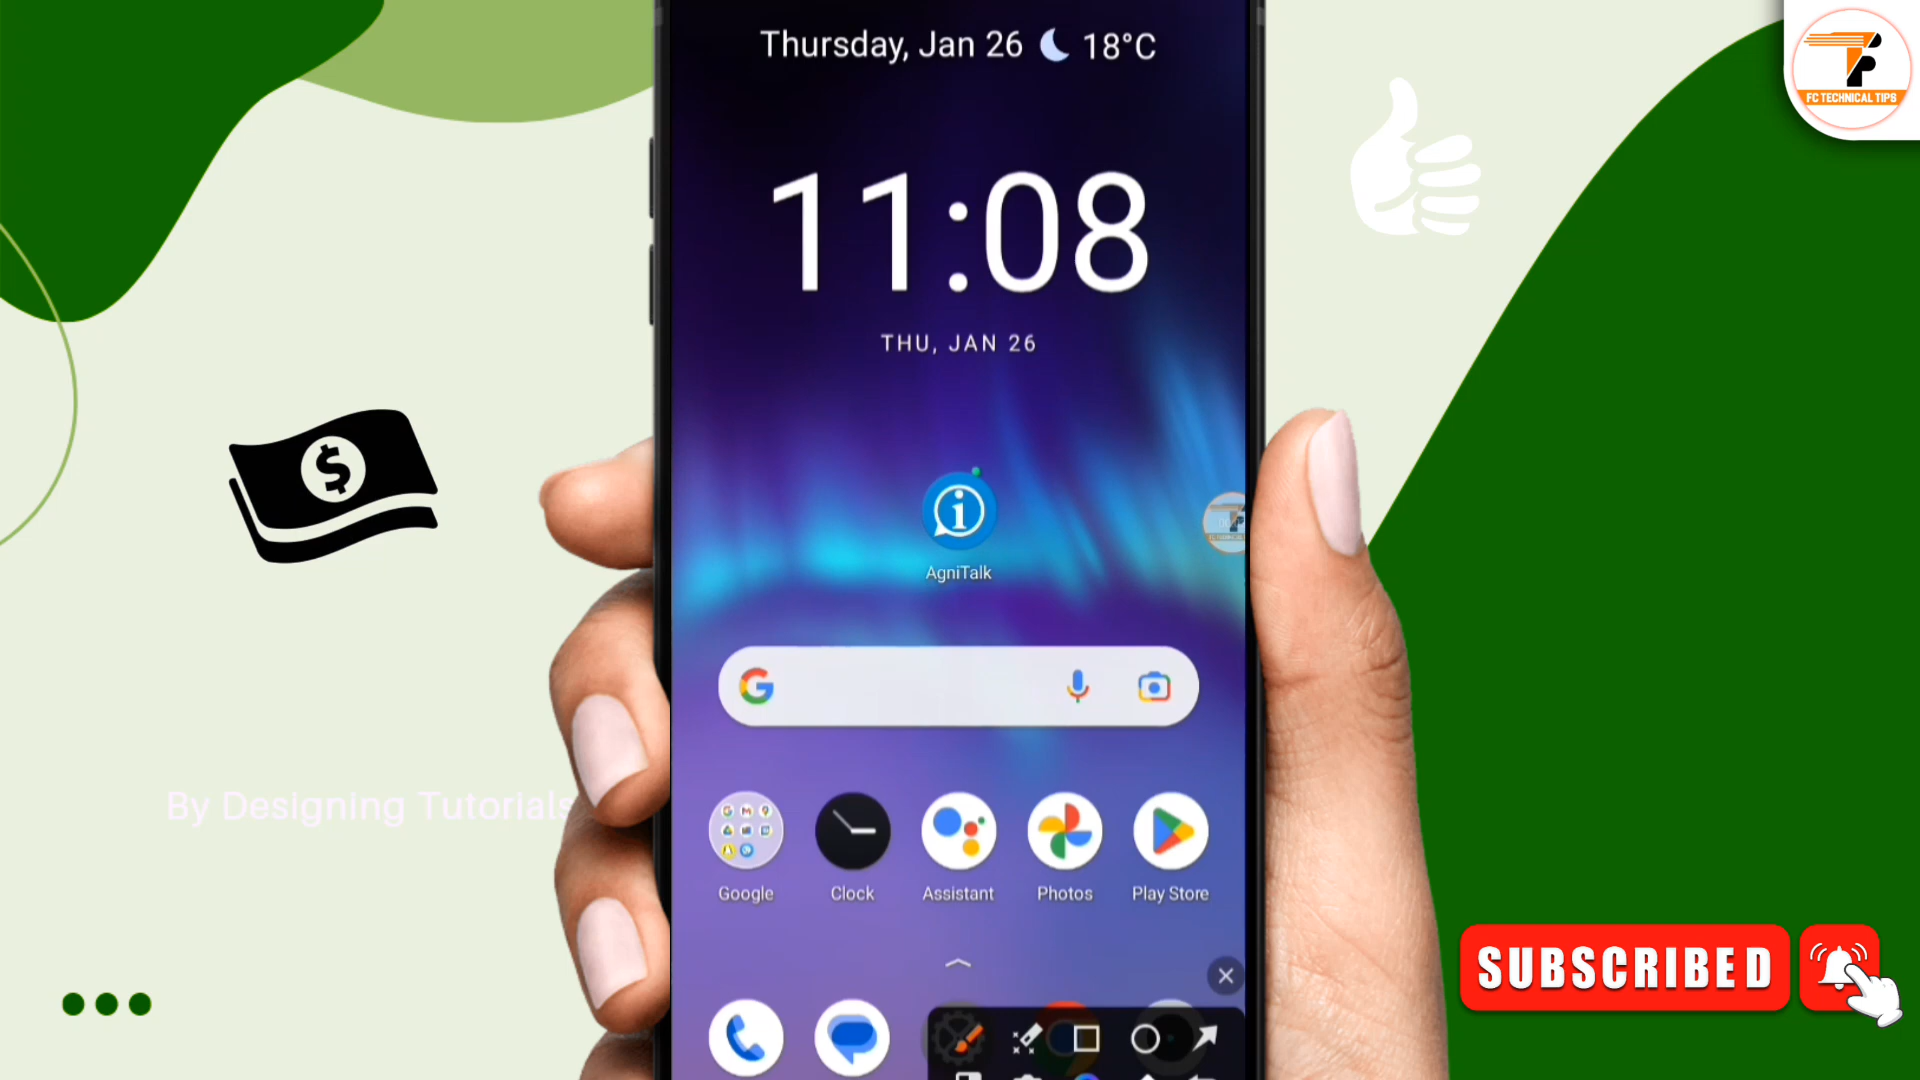 Thursday, Jan 26 18°C
FC TECHNICAL TIPS
11:08
THU, JAN 26
AgniTalk
By Designing Tutorials
Google Clock Assistant Photos Play Store
SUBSCRIBED